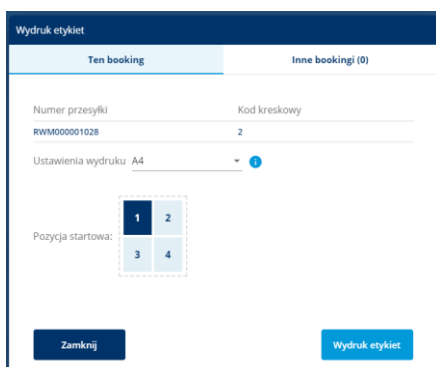 Wydruk etykiet
Ten booking Inne bookingi (0)
Numer przesyłki Kod kreskowy
RWM000001028 2
Ustawienia wydruku A4
1 2
Pozycja startowa:
3 4
Zamknij Wydruk etykiet